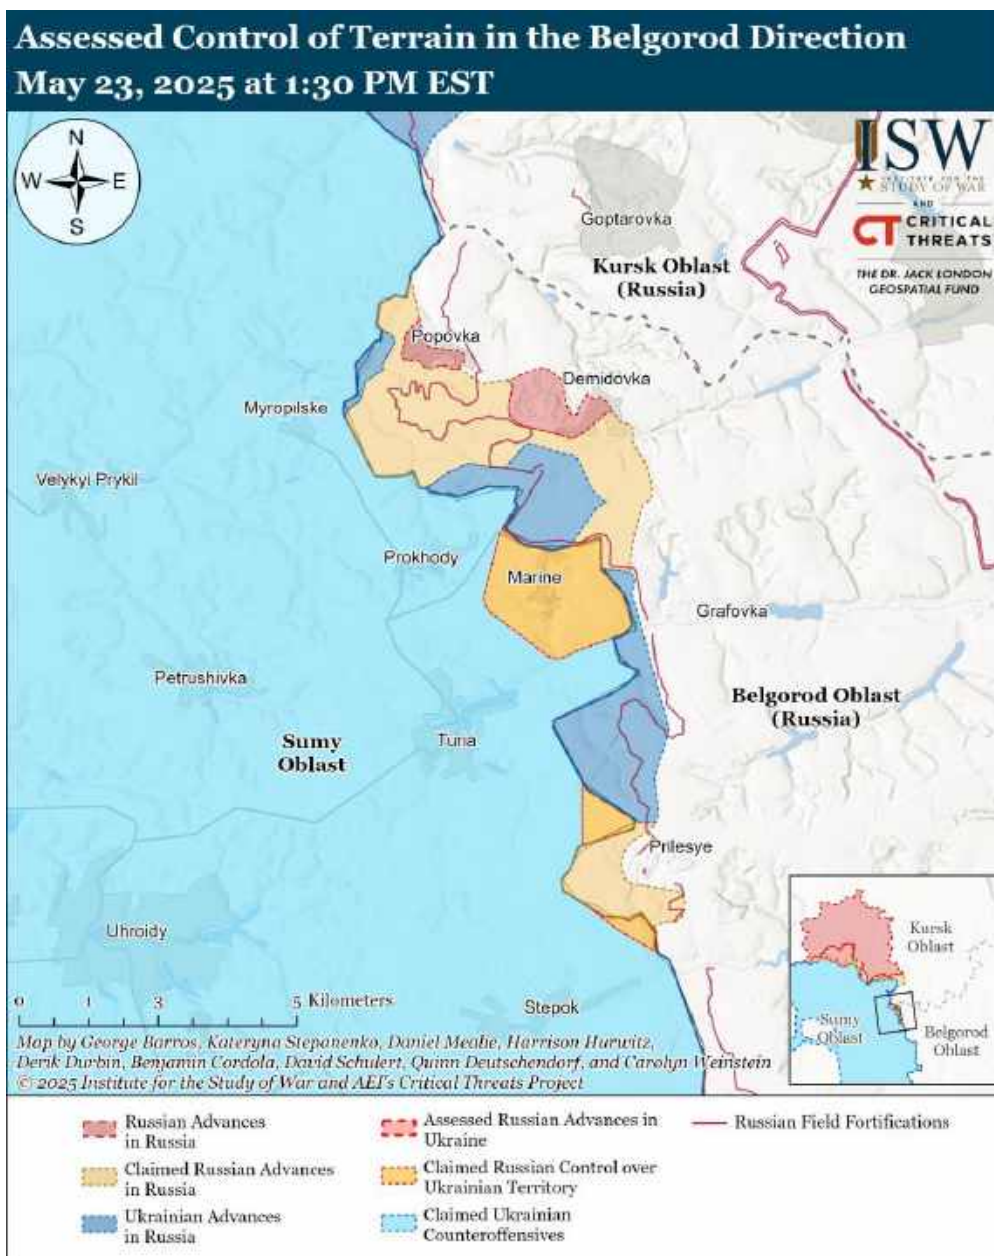 Assessed Control of Terrain in the Belgorod Direction
May 23, 2025 at 1:30 PM EST
N
W
E
S
ISW
INSTITUTE FOR THE
STUDY OF WAR
AND
CT CRITICAL
THREATS
THE DR. JACK LONDON
GEOSPATIAL FUND
Goptarovka
Kursk Oblast
(Russia)
Popovka
Demidovka
Myropilske
Velykyi Prykil
Prokhody
Marine
Grafovka
Petrushivka
Belgorod Oblast
(Russia)
Sumy
Oblast
Tuna
Prilesye
Uhroidy
Stepok
Kursk
Oblast
Sumy
Oblast
Belgorod
Oblast
0 1 3 5 Kilometers
Map by George Barros, Kateryna Stepanenko, Daniel Mealie, Harrison Hurwitz,
Derik Durbin, Benjamin Cordola, David Schulert, Quinn Deutschendorf, and Carolyn Weinstein
© 2025 Institute for the Study of War and AEI's Critical Threats Project
Russian Advances
in Russia
Assessed Russian Advances in
Ukraine
Russian Field Fortifications
Claimed Russian Advances
in Russia
Claimed Russian Control over
Ukrainian Territory
Ukrainian Advances
in Russia
Claimed Ukrainian
Counteroffensives